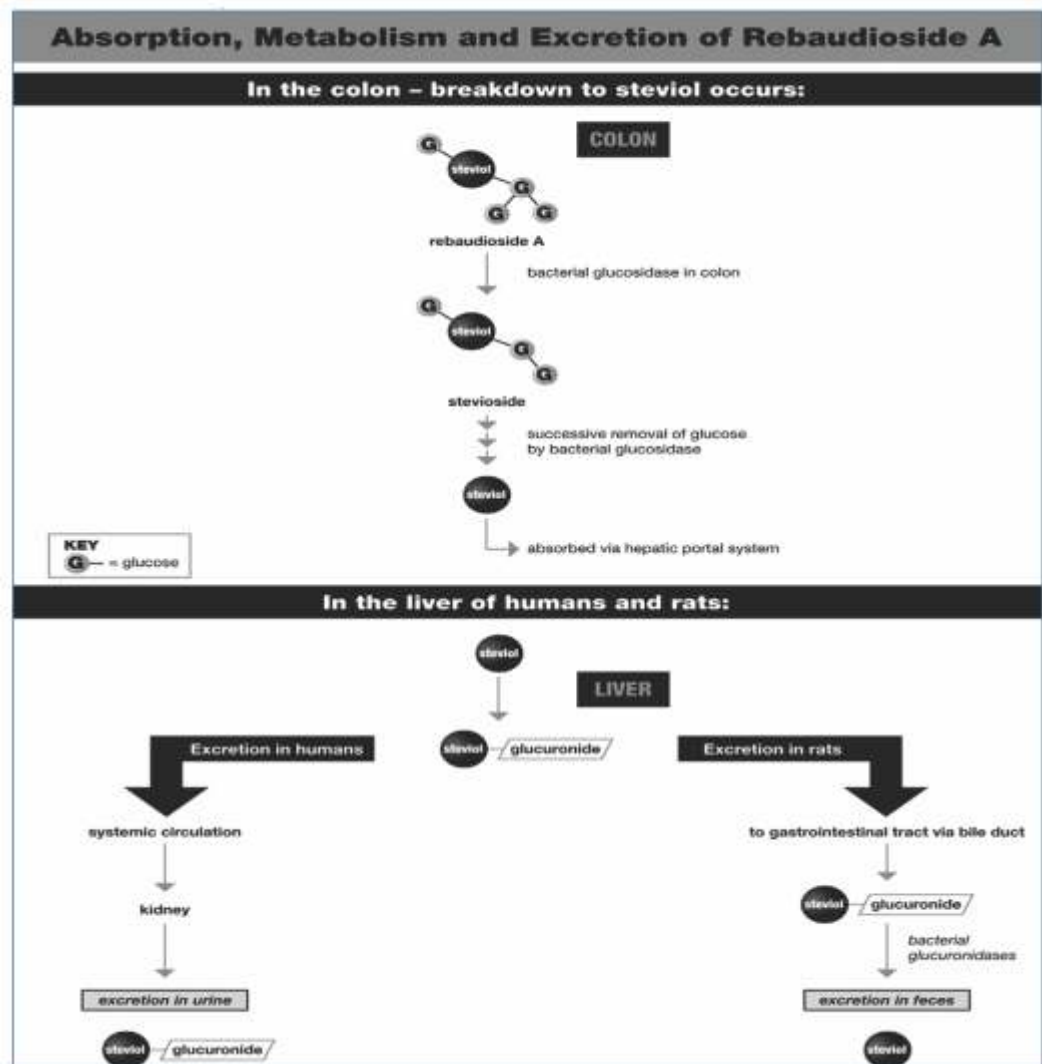 Absorption, Metabolism and Excretion of Rebaudioside A
In the colon – breakdown to steviol occurs:
COLON
G
steviol
G
G G
rebaudioside A
bacterial glucosidase in colon
G
steviol
G
G
stevioside
successive removal of glucose
by bacterial glucosidase
steviol
absorbed via hepatic portal system
KEY
G = glucose
In the liver of humans and rats:
steviol
LIVER
steviol glucuronide
Excretion in humans
Excretion in rats
systemic circulation
to gastrointestinal tract via bile duct
kidney
steviol glucuronide
bacterial
glucuronidases
excretion in urine
excretion in feces
steviol glucuronide
steviol